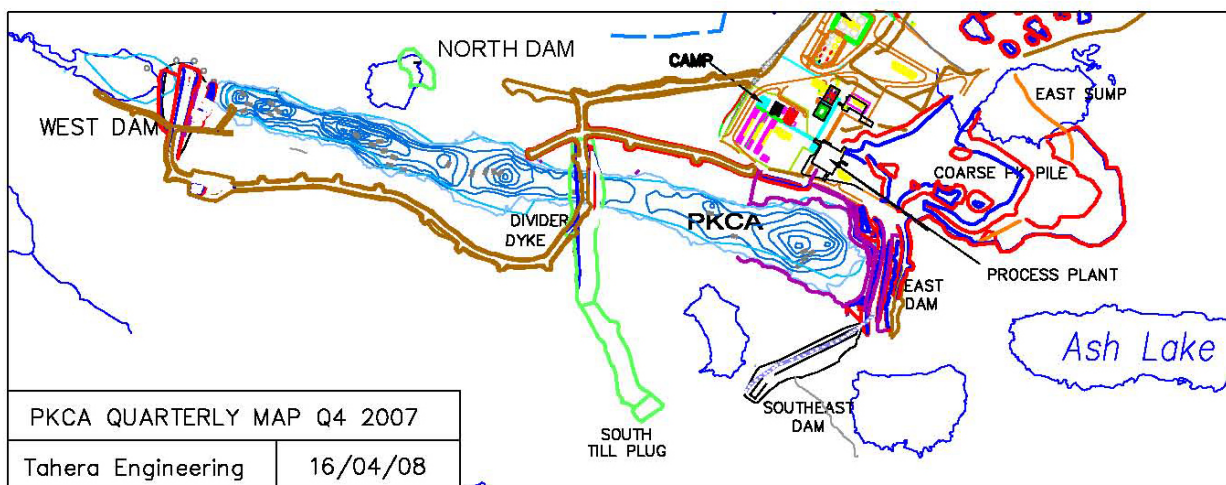 NORTH DAM
CAMP
EAST SUMP
WEST DAM
COARSE PK PILE
DIVIDER
DYKE
PKCA
PROCESS PLANT
EAST
DAM
Ash Lake
SOUTHEAST
DAM
SOUTH
TILL PLUG
PKCA QUARTERLY MAP Q4 2007
Tahera Engineering
16/04/08